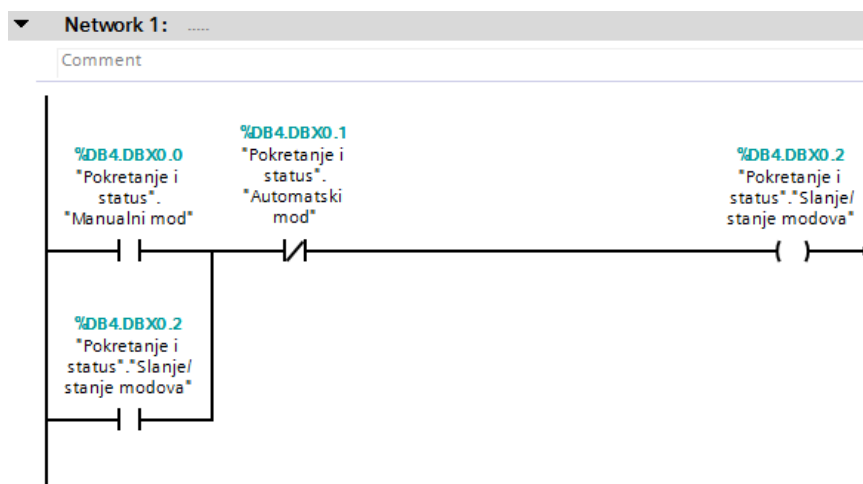 Network 1: .....
Comment
%DB4.DBX0.0
"Pokretanje i
status".
"Manualni mod"
%DB4.DBX0.1
"Pokretanje i
status".
"Automatski
mod"
%DB4.DBX0.2
"Pokretanje i
status"."Slanje/
stanje modova"
%DB4.DBX0.2
"Pokretanje i
status"."Slanje/
stanje modova"